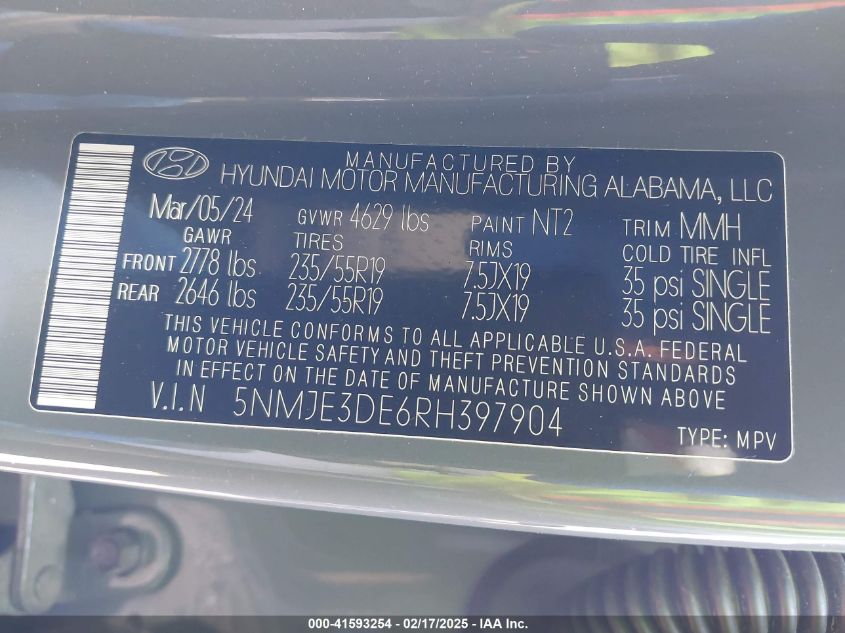 MANUFACTURED BY
HYUNDAI MOTOR MANUFACTURING ALABAMA, LLC
Mar/05/24 GVWR 4629 lbs PAINT NT2 TRIM MMH
GAWR TIRES RIMS COLD TIRE INFL
FRONT 2778 lbs 235/55R19 7.5JX19 35 psi SINGLE
REAR 2646 lbs 235/55R19 7.5JX19 35 psi SINGLE
THIS VEHICLE CONFORMS TO ALL APPLICABLE U.S.A. FEDERAL
MOTOR VEHICLE SAFETY AND THEFT PREVENTION STANDARDS
IN EFFECT ON THE DATE OF MANUFACTURE SHOWN ABOVE
V.I.N 5NMJE3DE6RH397904
TYPE: MPV
000-41593254 - 02/17/2025 - IAA Inc.